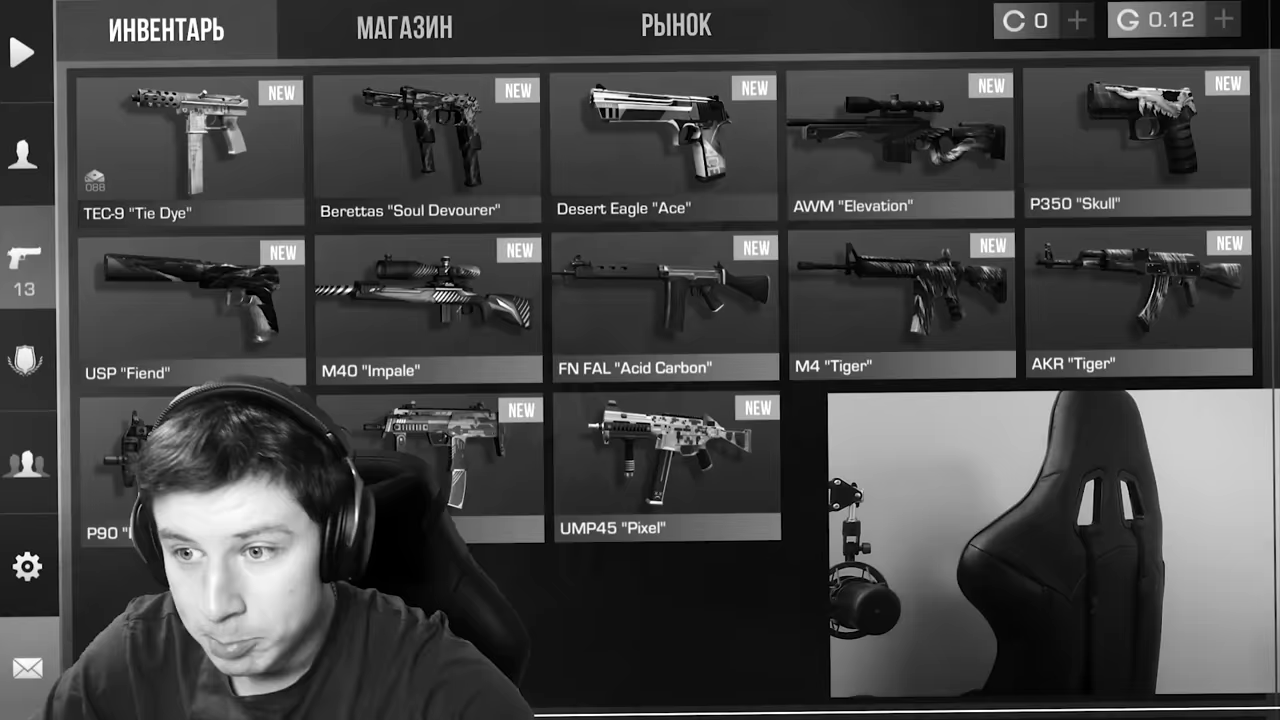 ИНВЕНТАРЬ
МАГАЗИН
РЫНОК
C 0 +
G 0.12 +
NEW
NEW
NEW
NEW
NEW
088
TEC-9 "Tie Dye"
Berettas "Soul Devourer"
Desert Eagle "Ace"
AWM "Elevation"
P350 "Skull"
NEW
NEW
NEW
NEW
13
USP "Fiend"
M40 "Impale"
FN FAL "Acid Carbon"
M4 "Tiger"
AKR "Tiger"
NEW
NEW
NEW
P90
UMP45 "Pixel"